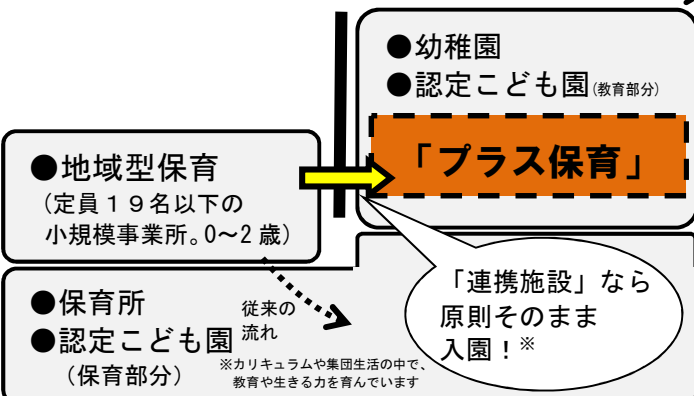 ●幼稚園
●認定こども園(教育部分)
「プラス保育」
●地域型保育
(定員19名以下の
小規模事業所。0～2歳)
「連携施設」なら
原則そのまま
入園！※
●保育所
●認定こども園
(保育部分)
従来の
流れ
※カリキュラムや集団生活の中で、
教育や生きる力を育んでいます